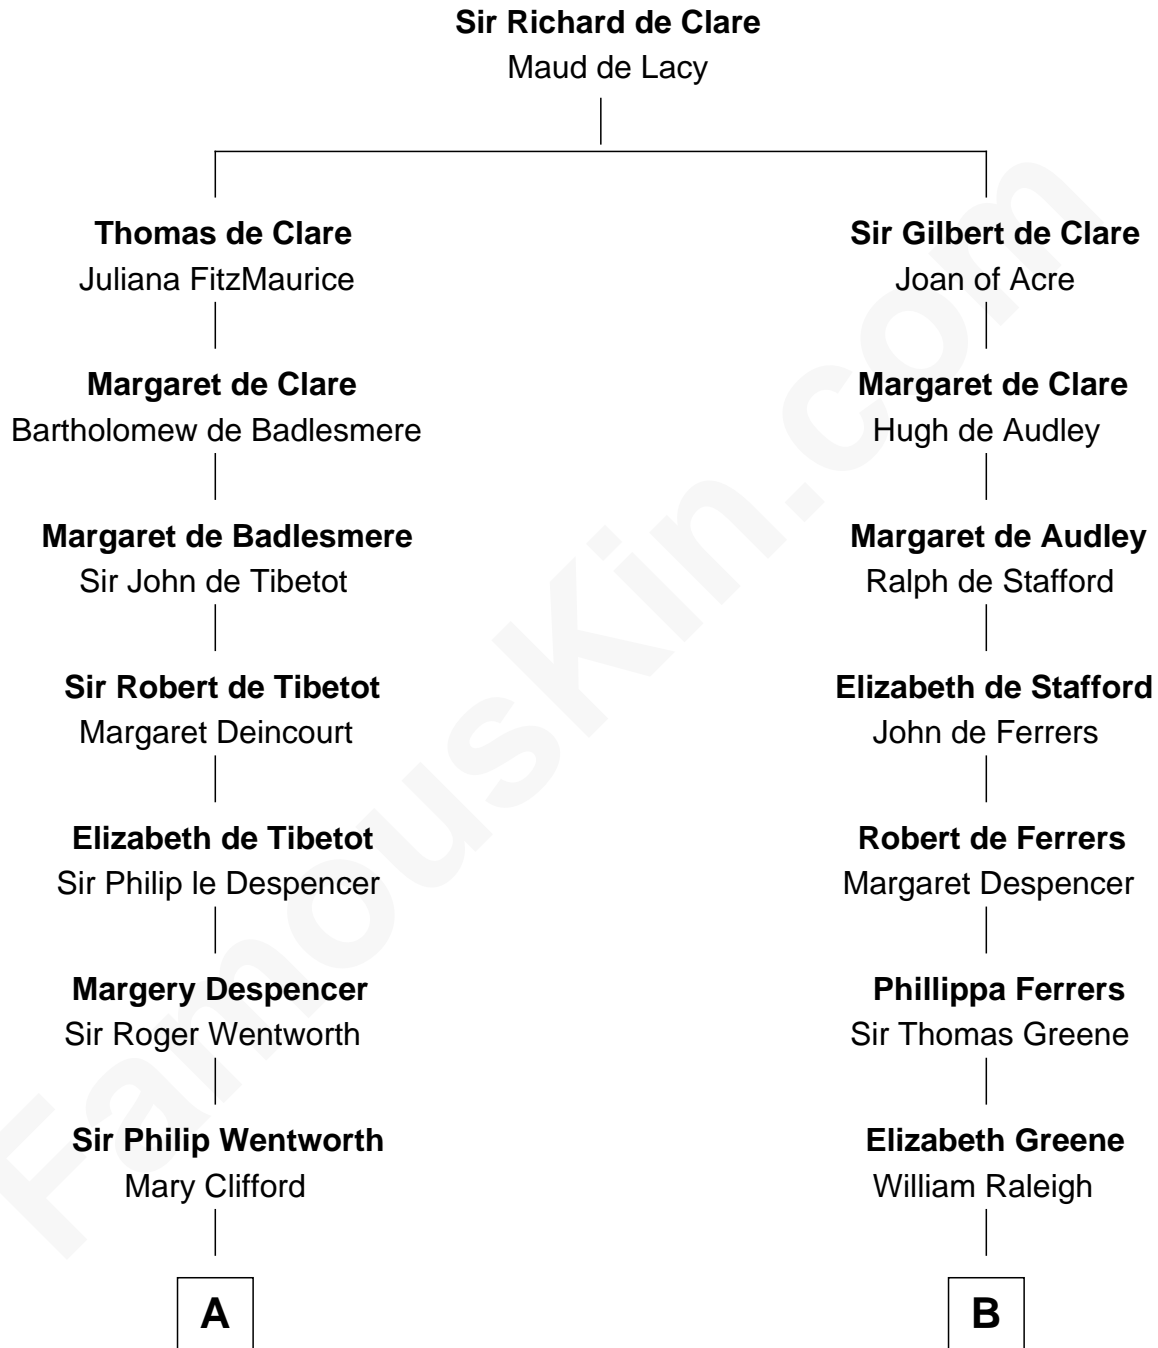 Sir Richard de Clare
Maud de Lacy
Thomas de Clare
Juliana FitzMaurice
Margaret de Clare
Bartholomew de Badlesmere
Margaret de Badlesmere
Sir John de Tibetot
Sir Robert de Tibetot
Margaret Deincourt
Elizabeth de Tibetot
Sir Philip le Despencer
Margery Despencer
Sir Roger Wentworth
Sir Philip Wentworth
Mary Clifford
A
Sir Gilbert de Clare
Joan of Acre
Margaret de Clare
Hugh de Audley
Margaret de Audley
Ralph de Stafford
Elizabeth de Stafford
John de Ferrers
Robert de Ferrers
Margaret Despencer
Phillippa Ferrers
Sir Thomas Greene
Elizabeth Greene
William Raleigh
B
FamousKin.com